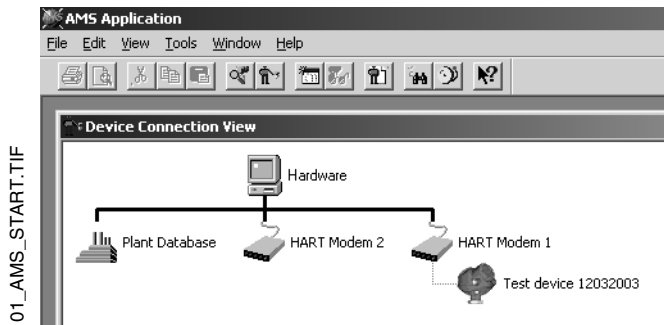 AMS Application
File Edit View Tools Window Help
Device Connection View
Hardware
Plant Database
HART Modem 2
HART Modem 1
Test device 12032003
01_AMS_START.TIF